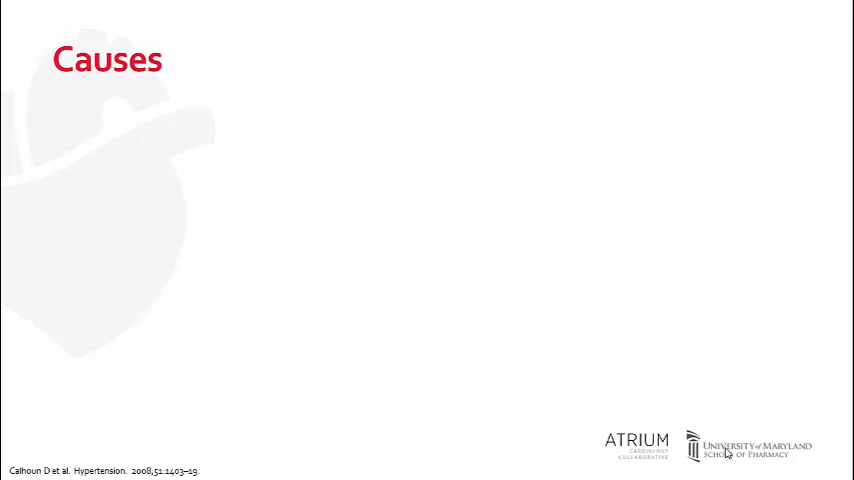 Causes
ATRIUM
CARDIOLOGY
COLLABORATIVE
UNIVERSITY of MARYLAND
SCHOOL OF PHARMACY
Calhoun D et al. Hypertension. 2008;51:1403–19.